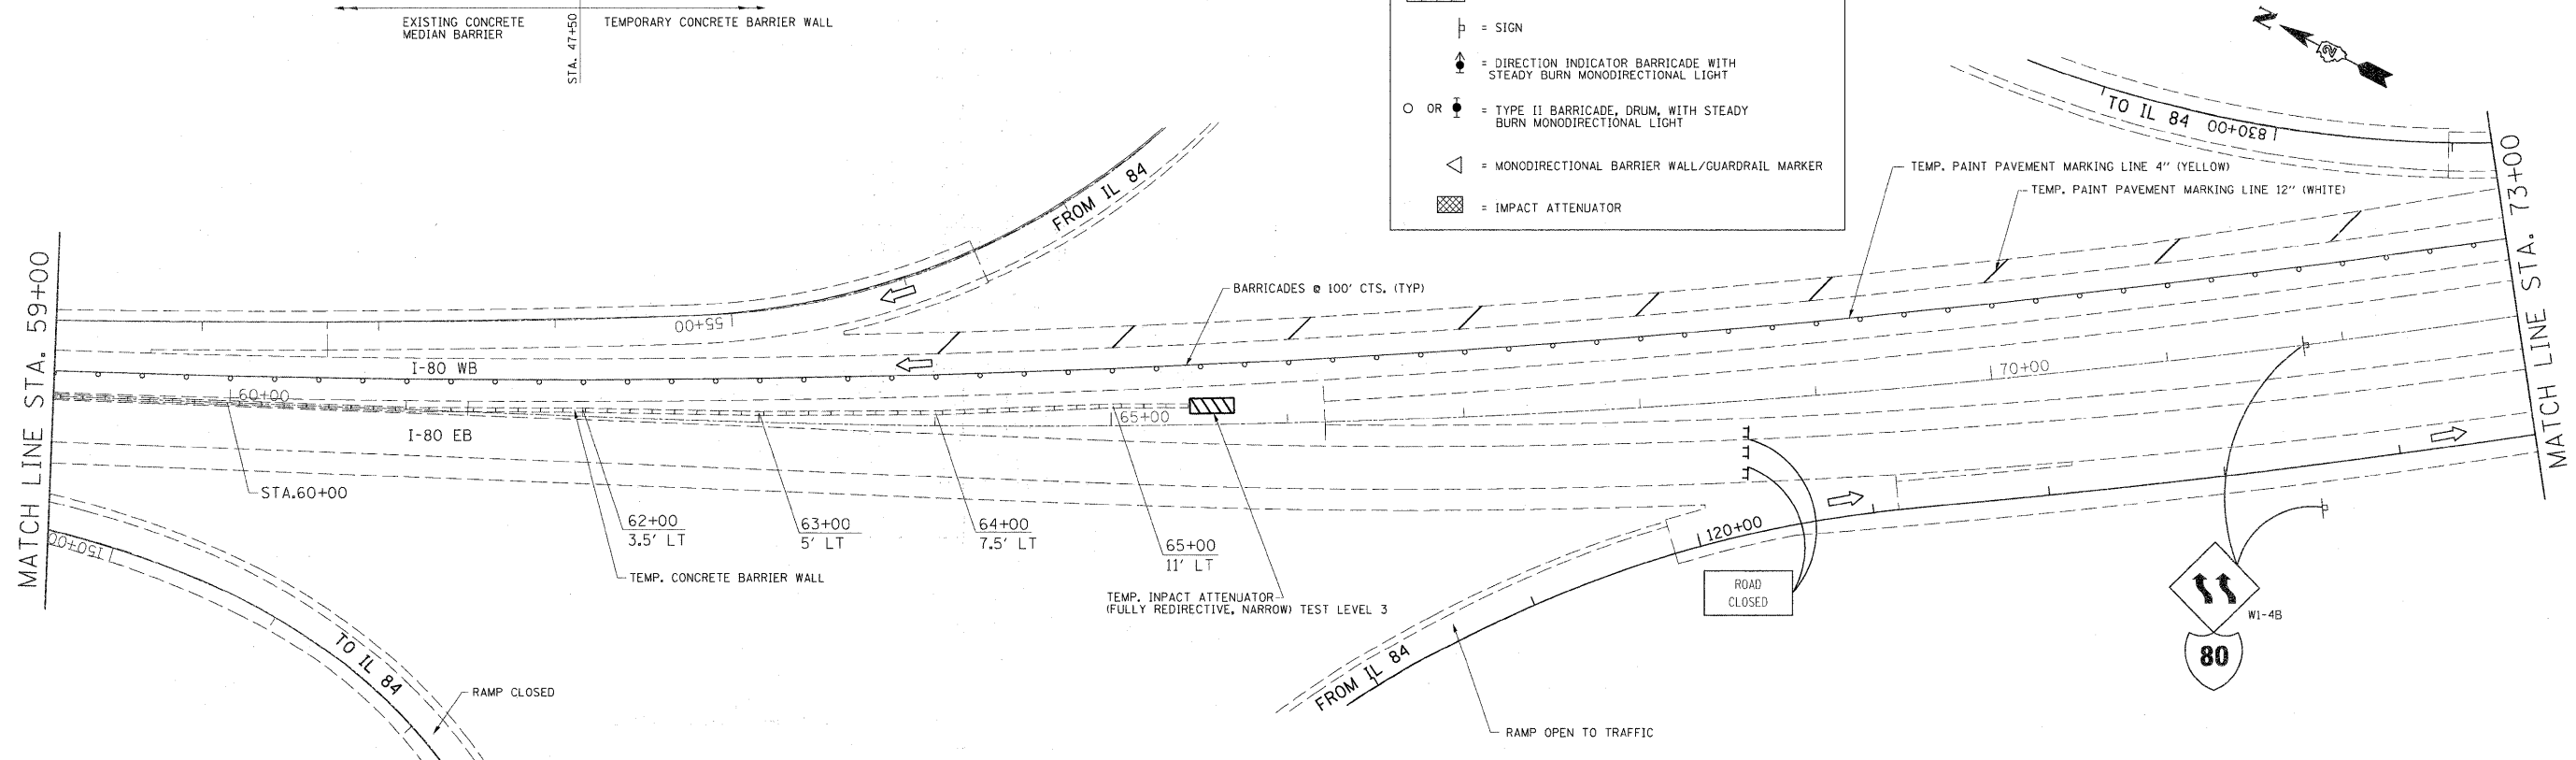 EXISTING CONCRETE
MEDIAN BARRIER
STA. 47+50
TEMPORARY CONCRETE BARRIER WALL
= SIGN
= DIRECTION INDICATOR BARRICADE WITH
STEADY BURN MONODIRECTIONAL LIGHT
OR
= TYPE II BARRICADE, DRUM, WITH STEADY
BURN MONODIRECTIONAL LIGHT
= MONODIRECTIONAL BARRIER WALL/GUARDRAIL MARKER
= IMPACT ATTENUATOR
N
2
TO IL 84
830+00
TEMP. PAINT PAVEMENT MARKING LINE 4" (YELLOW)
TEMP. PAINT PAVEMENT MARKING LINE 12" (WHITE)
MATCH LINE STA. 73+00
FROM IL 84
MATCH LINE STA. 59+00
BARRICADES @ 100' CTS. (TYP)
55+00
I-80 WB
60+00
65+00
70+00
I-80 EB
STA.60+00
62+00
3.5' LT
63+00
5' LT
64+00
7.5' LT
65+00
11' LT
TEMP. CONCRETE BARRIER WALL
TEMP. INPACT ATTENUATOR
(FULLY REDIRECTIVE, NARROW) TEST LEVEL 3
150+00
TO IL 84
RAMP CLOSED
120+00
ROAD
CLOSED
FROM IL 84
RAMP OPEN TO TRAFFIC
W1-4B
80